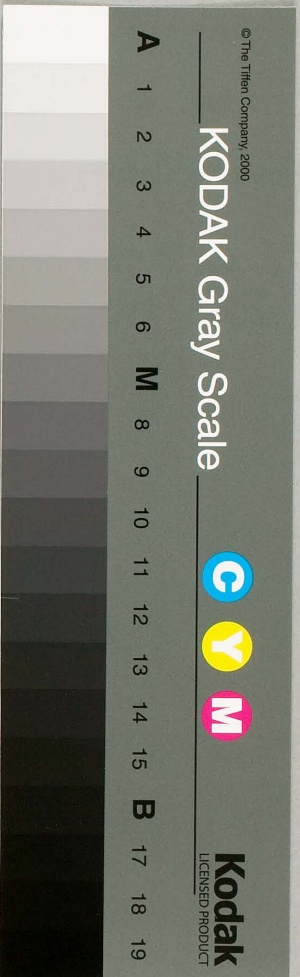 © The Tiffen Company, 2000
KODAK Gray Scale
C Y M
Kodak
LICENSED PRODUCT
A 1 2 3 4 5 6 M 8 9 10 11 12 13 14 15 B 17 18 19